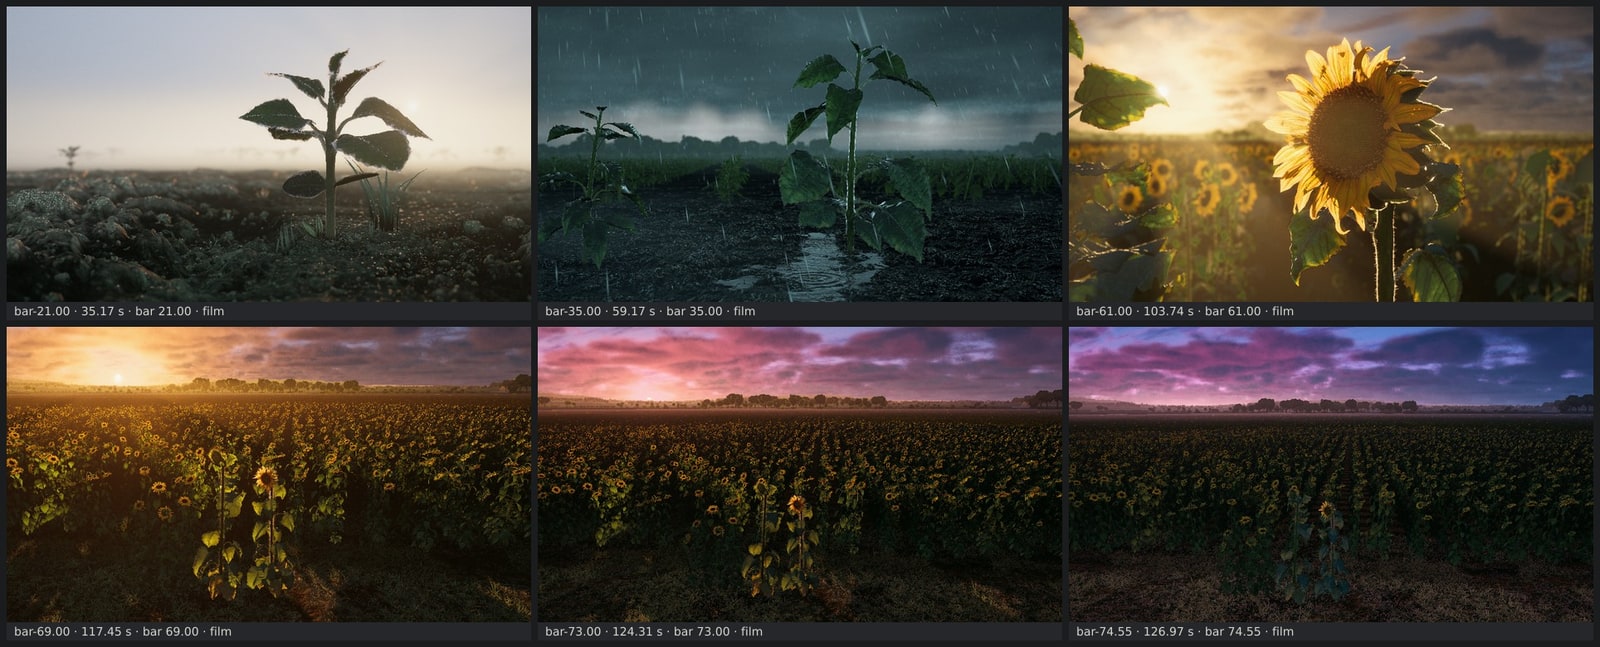 bar-21.00 · 35.17 s · bar 21.00 · film
bar-35.00 · 59.17 s · bar 35.00 · film
bar-61.00 · 103.74 s · bar 61.00 · film
bar-69.00 · 117.45 s · bar 69.00 · film
bar-73.00 · 124.31 s · bar 73.00 · film
bar-74.55 · 126.97 s · bar 74.55 · film